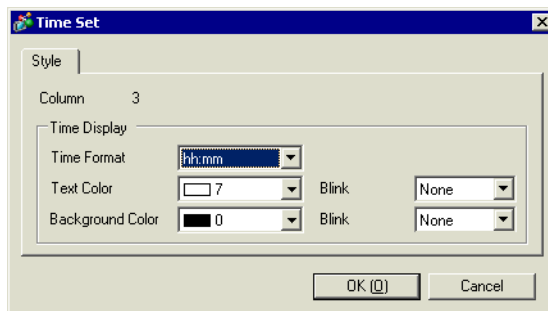 Time Set
Style
Column 3
Time Display
Time Format hh:mm
Text Color 7 Blink None
Background Color 0 Blink None
OK (O) Cancel